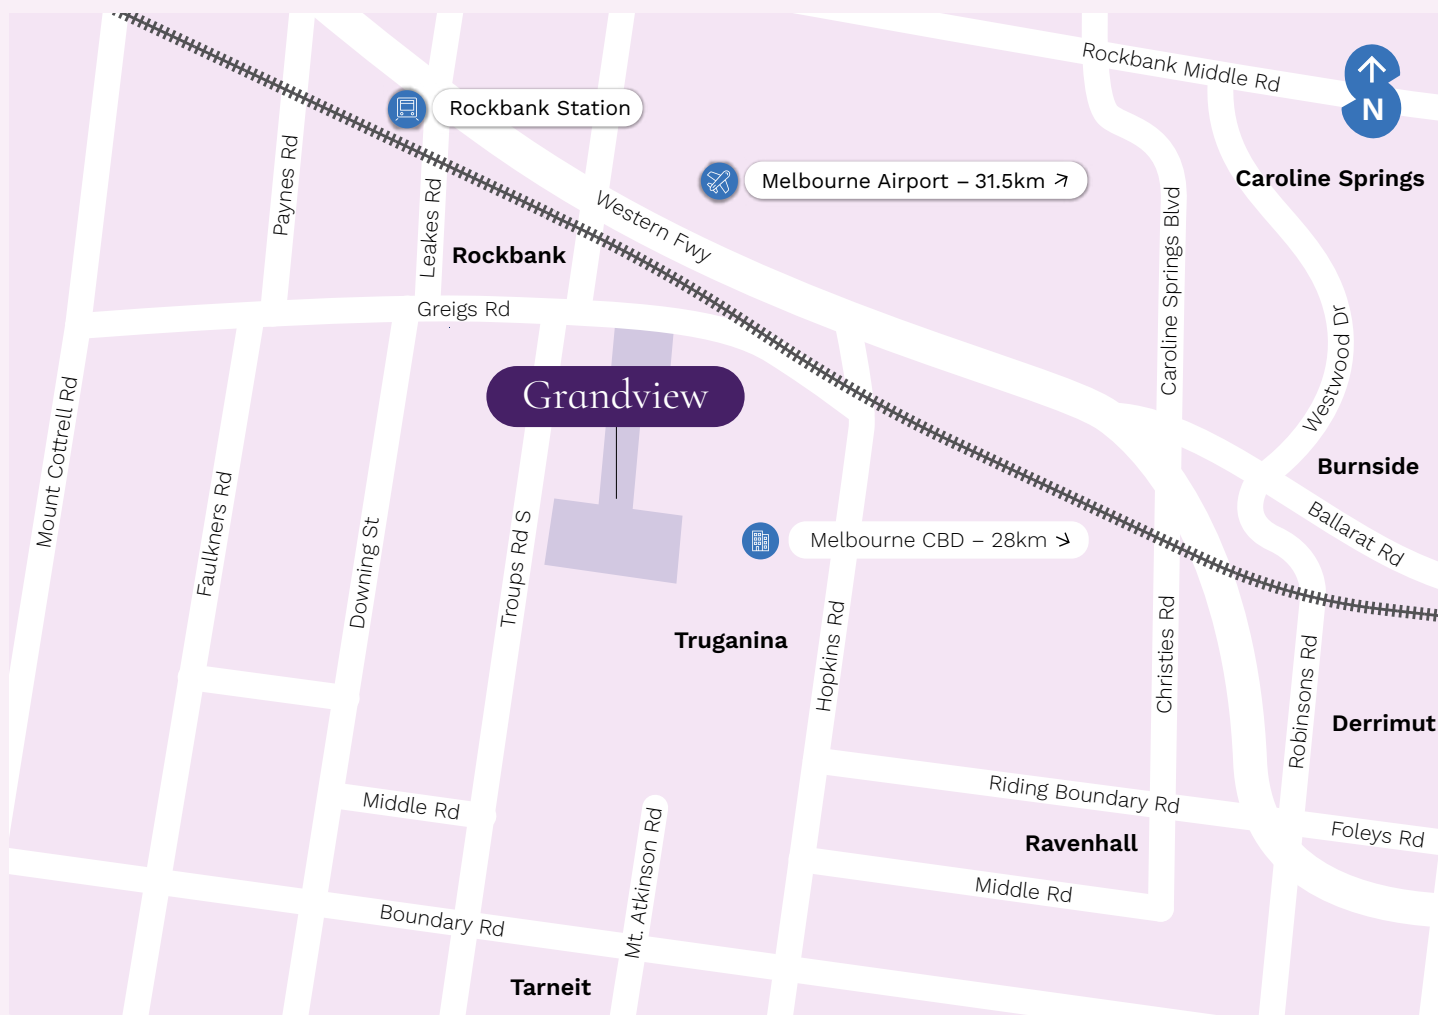 Rockbank Middle Rd
N
Rockbank Station
Melbourne Airport – 31.5km ↗
Caroline Springs
Paynes Rd
Leakes Rd
Western Fwy
Rockbank
Caroline Springs Blvd
Greigs Rd
Westwood Dr
Grandview
Mount Cottrell Rd
Burnside
Faulkners Rd
Downing St
Troups Rd S
Melbourne CBD – 28km ↘
Ballarat Rd
Truganina
Hopkins Rd
Christies Rd
Robinsons Rd
Derrimut
Middle Rd
Riding Boundary Rd
Foleys Rd
Ravenhall
Mt. Atkinson Rd
Middle Rd
Boundary Rd
Tarneit